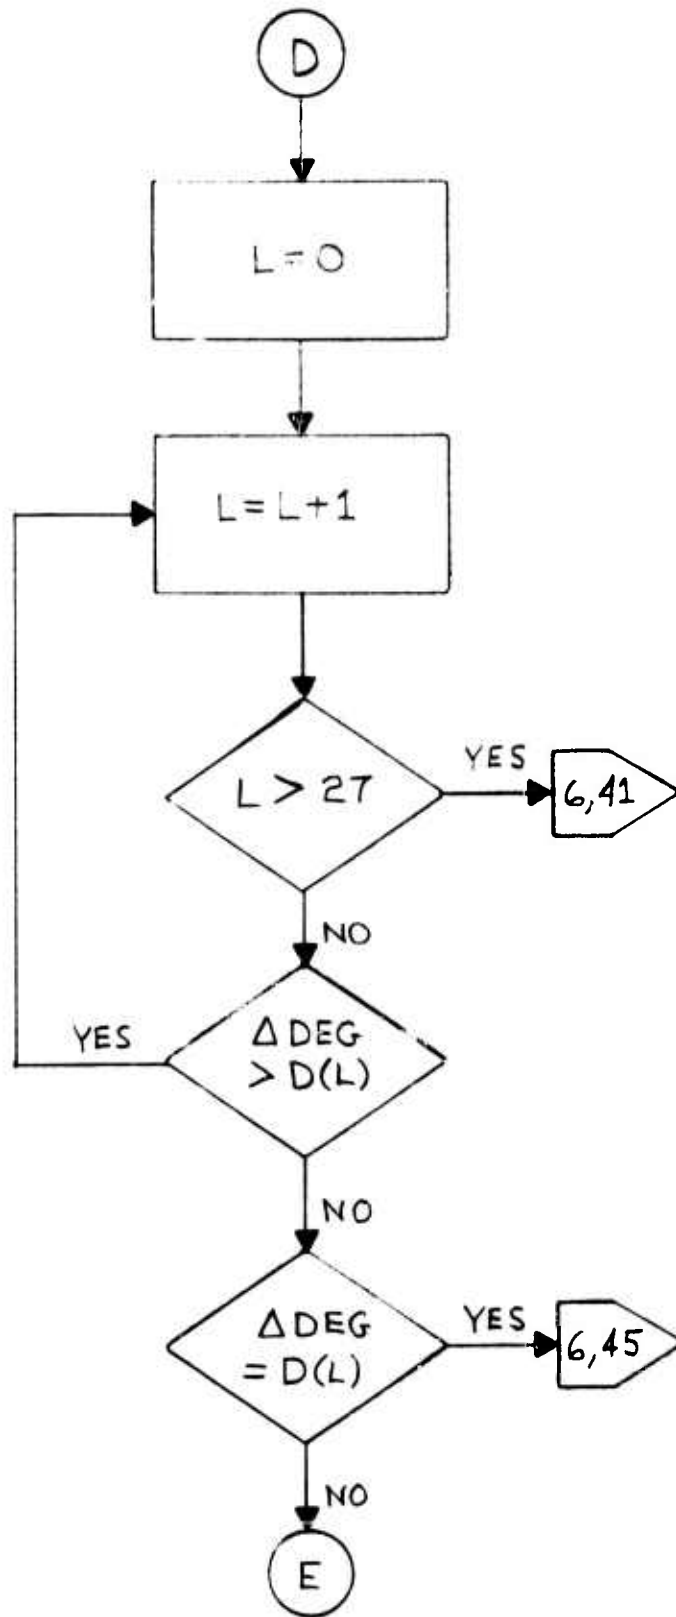 D
L = 0
L = L + 1
L > 27
YES
6,41
NO
Δ DEG
> D(L)
YES
NO
Δ DEG
= D(L)
YES
6,45
NO
E